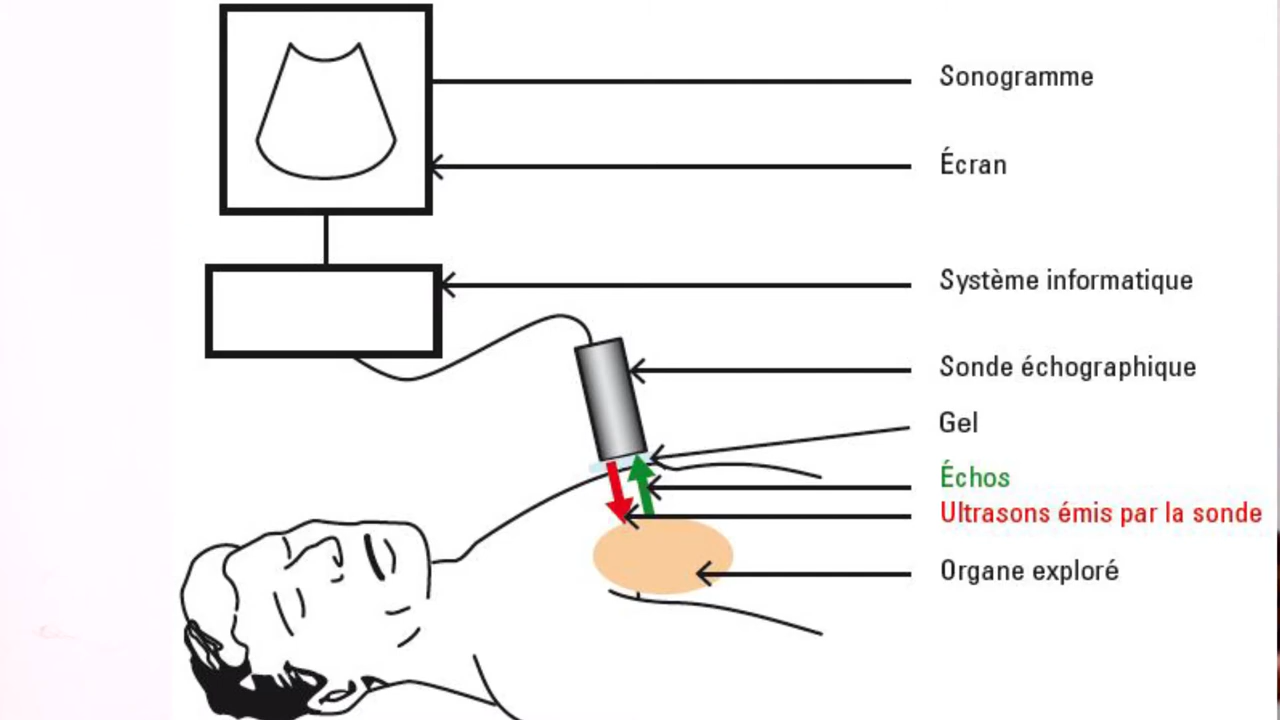 Sonogramme
Écran
Système informatique
Sonde échographique
Gel
Échos
Ultrasons émis par la sonde
Organe exploré